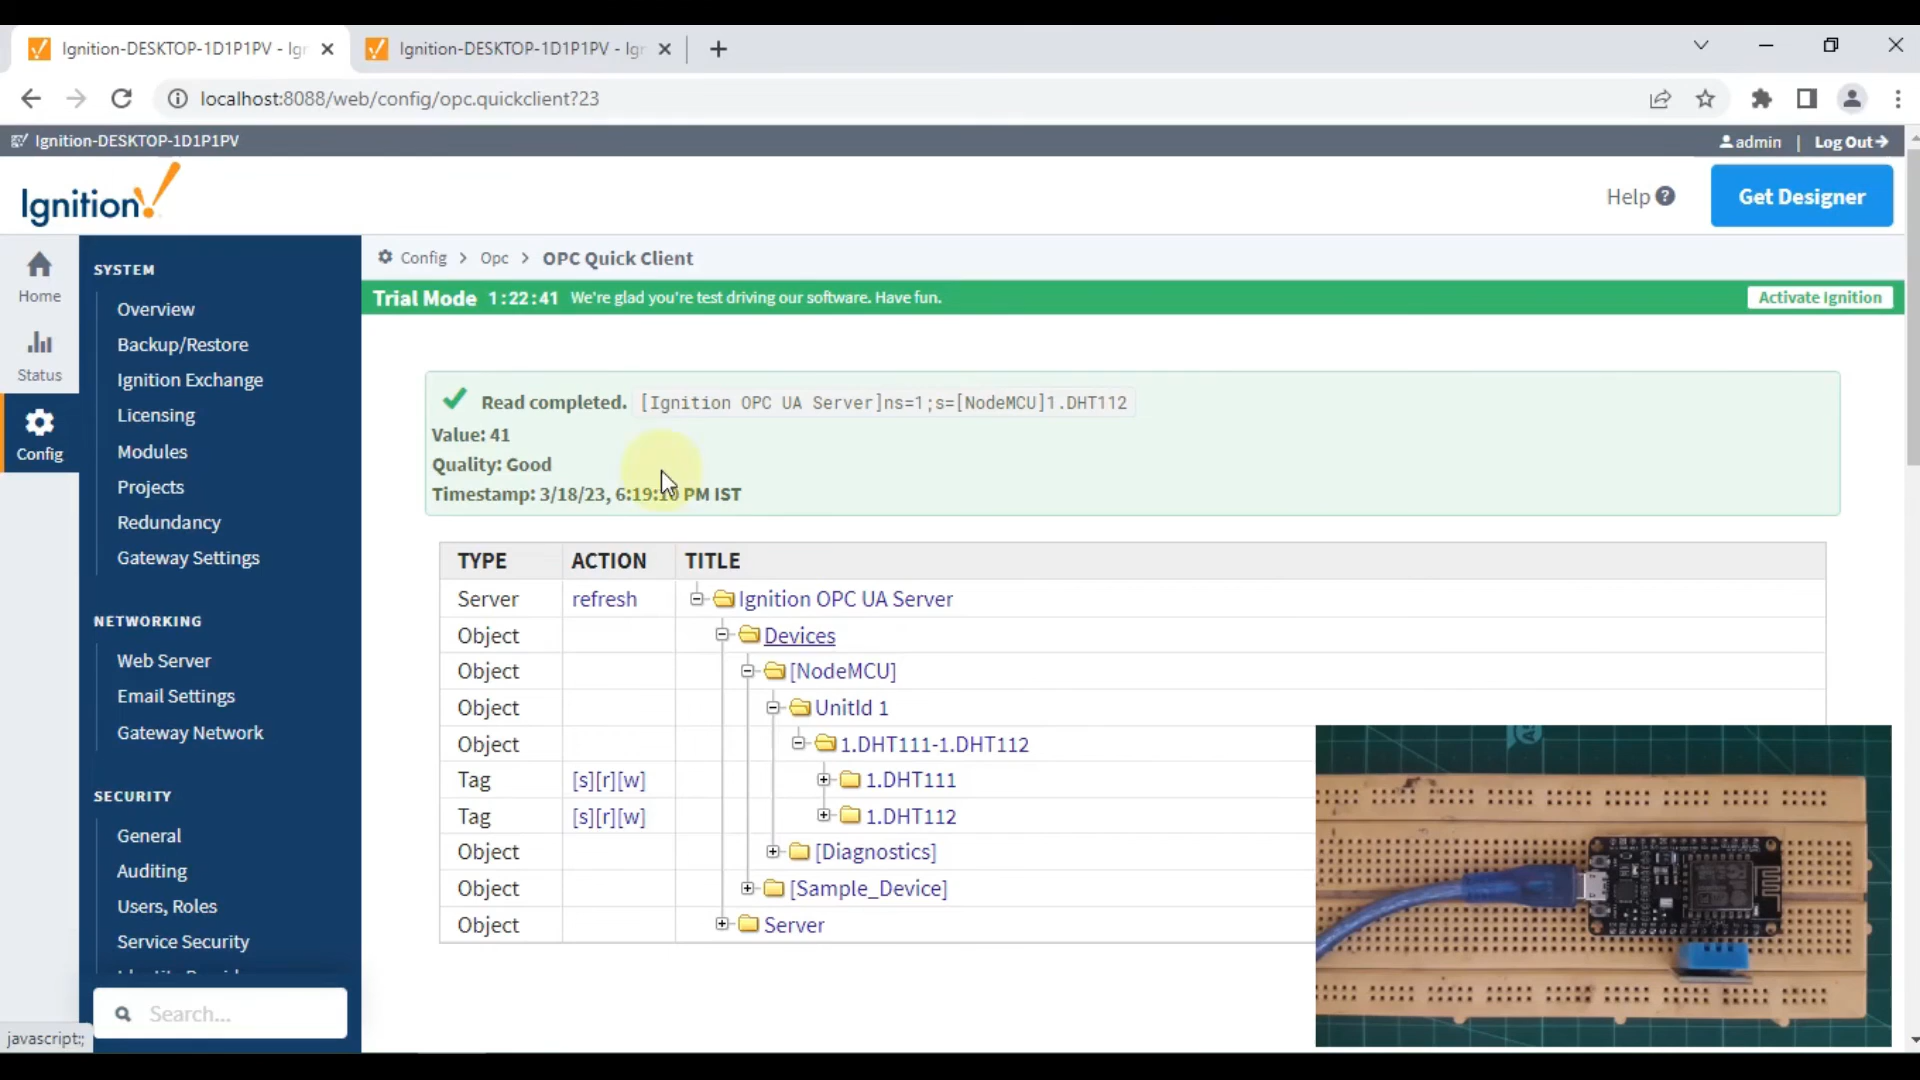 Ignition-DESKTOP-1D1P1PV - Ig
Ignition-DESKTOP-1D1P1PV - Ig
localhost:8088/web/config/opc.quickclient?23
Ignition-DESKTOP-1D1P1PV
admin | Log Out
Ignition!
Help ?
Get Designer
Home
Status
Config
SYSTEM
Overview
Backup/Restore
Ignition Exchange
Licensing
Modules
Projects
Redundancy
Gateway Settings
NETWORKING
Web Server
Email Settings
Gateway Network
SECURITY
General
Auditing
Users, Roles
Service Security
Search...
javascript:;
Config > Opc > OPC Quick Client
Trial Mode 1:22:41 We're glad you're test driving our software. Have fun.
Activate Ignition
Read completed. [Ignition OPC UA Server]ns=1;s=[NodeMCU]1.DHT112
Value: 41
Quality: Good
Timestamp: 3/18/23, 6:19:10 PM IST
TYPE ACTION TITLE
Server refresh Ignition OPC UA Server
Object Devices
Object [NodeMCU]
Object UnitId 1
Object 1.DHT111-1.DHT112
Tag [s][r][w] 1.DHT111
Tag [s][r][w] 1.DHT112
Object [Diagnostics]
Object [Sample_Device]
Object Server